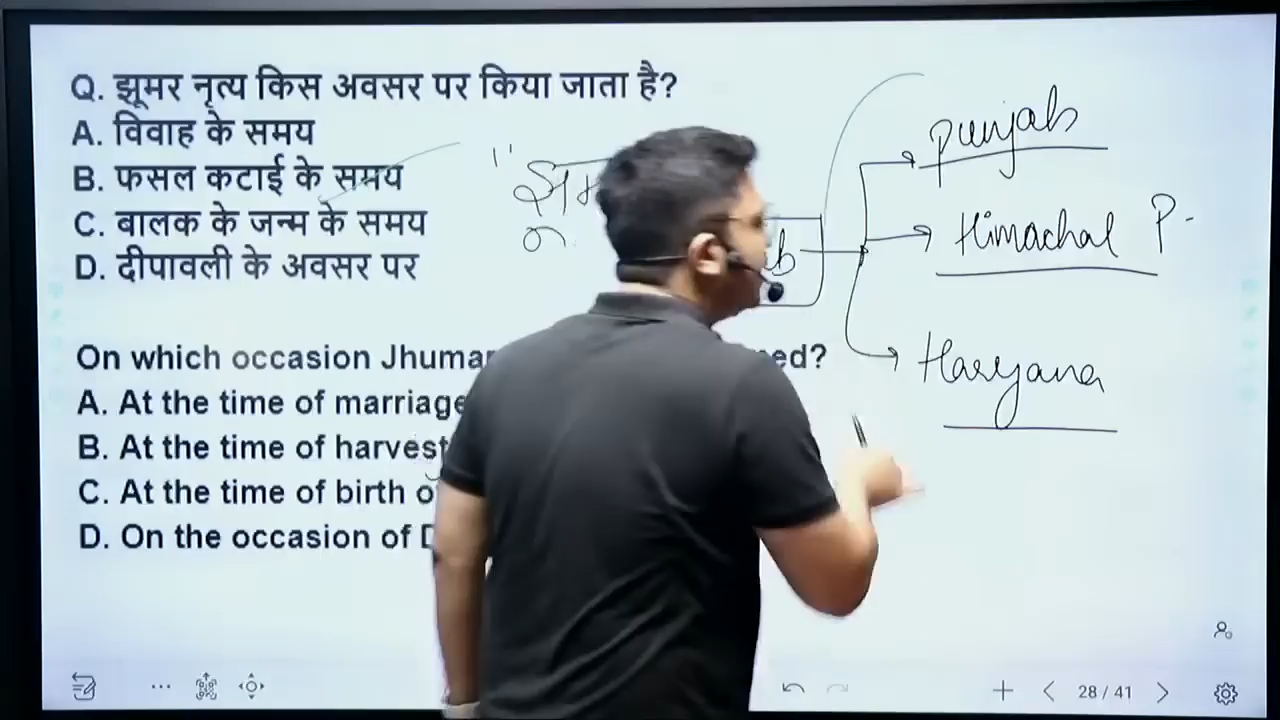 Q. झूमर नृत्य किस अवसर पर किया जाता है?
A. विवाह के समय
B. फसल कटाई के समय
C. बालक के जन्म के समय
D. दीपावली के अवसर पर
On which occasion Jhuma
ed?
A. At the time of marriage
B. At the time of harvest
C. At the time of birth o
D. On the occasion of D
Punjab
Himachal P.
Haryana
28 / 41